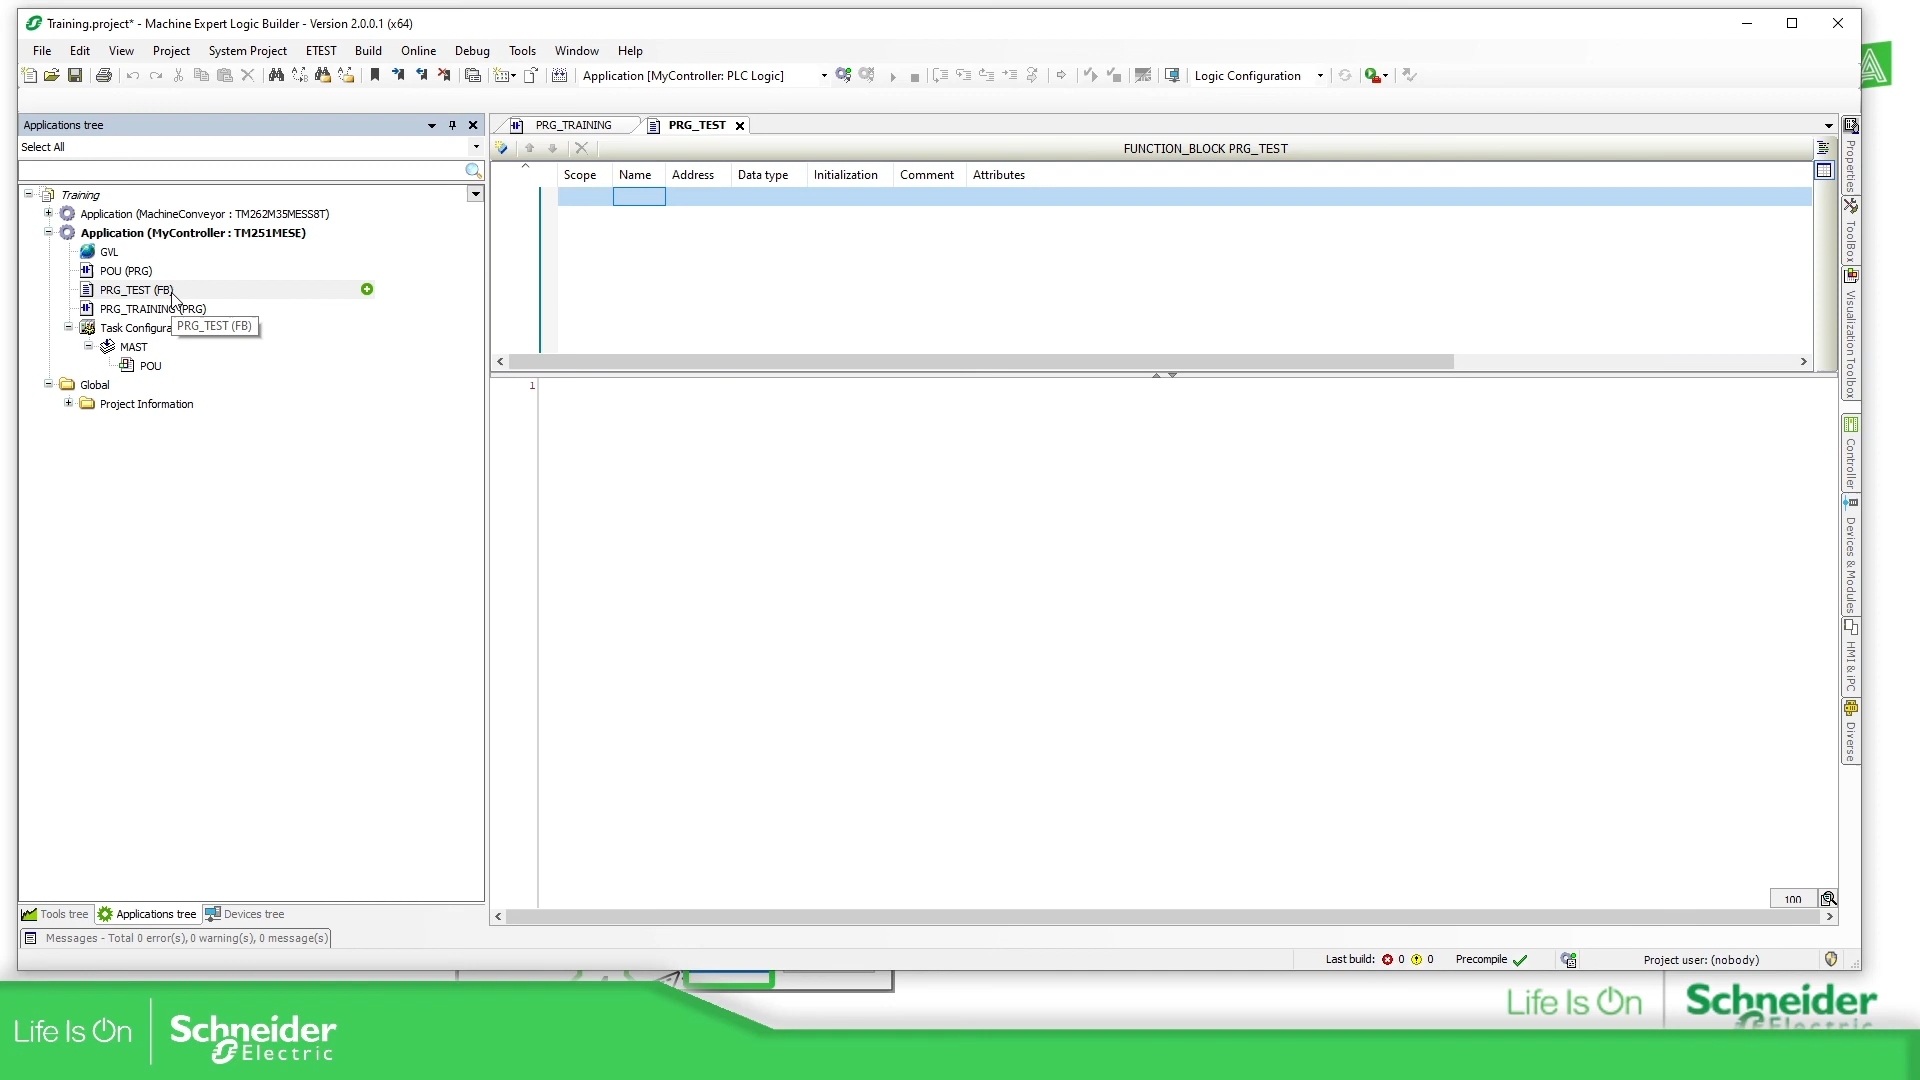 Training.project* - Machine Expert Logic Builder - Version 2.0.0.1 (x64)
File Edit View Project System Project ETEST Build Online Debug Tools Window Help
Application [MyController: PLC Logic] Logic Configuration
Applications tree
Select All
Training
Application (MachineConveyor : TM262M35MESS8T)
Application (MyController : TM251MESE)
GVL
POU (PRG)
PRG_TEST (FB)
PRG_TRAINING (PRG)
Task Configura
PRG_TEST (FB)
MAST
POU
Global
Project Information
PRG_TRAINING PRG_TEST
FUNCTION_BLOCK PRG_TEST
Scope Name Address Data type Initialization Comment Attributes
1
100
Properties
ToolBox
Visualization Toolbox
Controller
Devices & Modules
HMI & iPC
Diverse
Tools tree Applications tree Devices tree
Messages - Total 0 error(s), 0 warning(s), 0 message(s)
Last build: 0 0 Precompile Project user: (nobody)
Life Is On Schneider Electric
Life Is On Schneider Electric